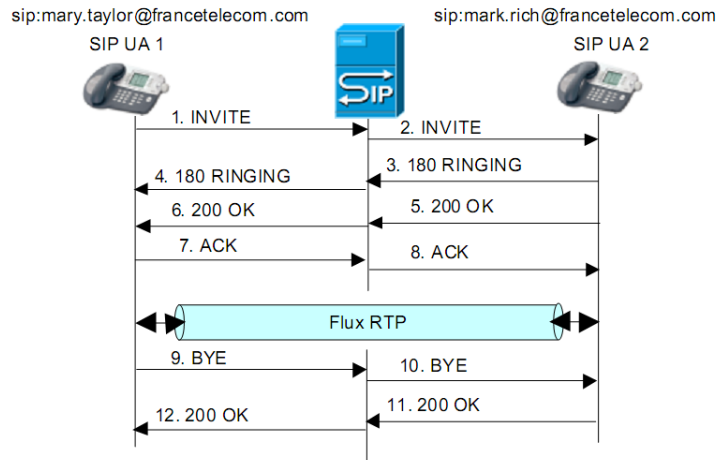 sip:mary.taylor@francetelecom.com
sip:mark.rich@francetelecom.com
SIP UA 1
SIP UA 2
SIP
1. INVITE
2. INVITE
3. 180 RINGING
4. 180 RINGING
5. 200 OK
6. 200 OK
7. ACK
8. ACK
Flux RTP
9. BYE
10. BYE
11. 200 OK
12. 200 OK